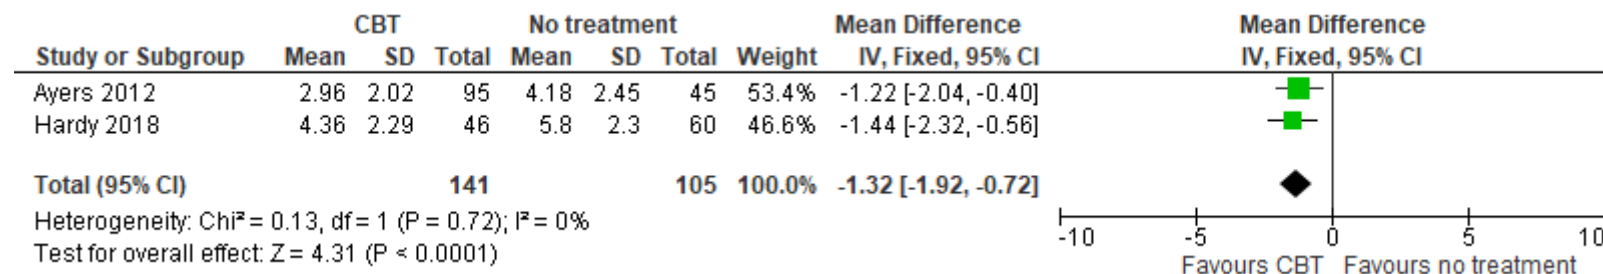 CBT No treatment Mean Difference Mean Difference
Study or Subgroup Mean SD Total Mean SD Total Weight IV, Fixed, 95% CI IV, Fixed, 95% CI
Ayers 2012 2.96 2.02 95 4.18 2.45 45 53.4% -1.22 [-2.04, -0.40]
Hardy 2018 4.36 2.29 46 5.8 2.3 60 46.6% -1.44 [-2.32, -0.56]
Total (95% CI) 141 105 100.0% -1.32 [-1.92, -0.72]
Heterogeneity: Chi² = 0.13, df = 1 (P = 0.72); I² = 0%
Test for overall effect: Z = 4.31 (P < 0.0001)
-10 -5 0 5 10
Favours CBT Favours no treatment